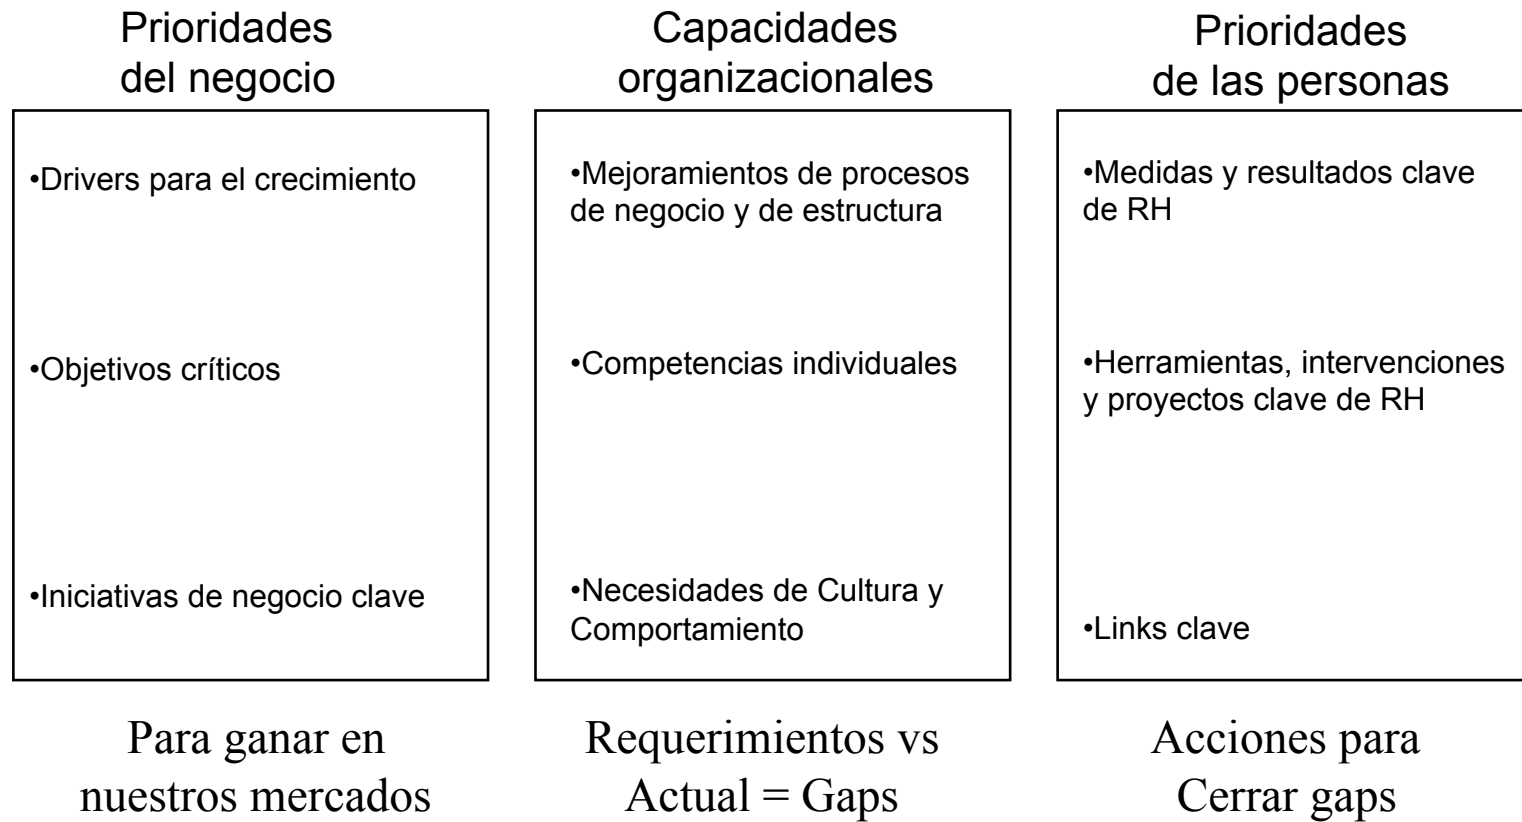 Prioridades
del negocio
•Drivers para el crecimiento
•Objetivos críticos
•Iniciativas de negocio clave
Para ganar en
nuestros mercados
Capacidades
organizacionales
•Mejoramientos de procesos
de negocio y de estructura
•Competencias individuales
•Necesidades de Cultura y
Comportamiento
Requerimientos vs
Actual = Gaps
Prioridades
de las personas
•Medidas y resultados clave
de RH
•Herramientas, intervenciones
y proyectos clave de RH
•Links clave
Acciones para
Cerrar gaps